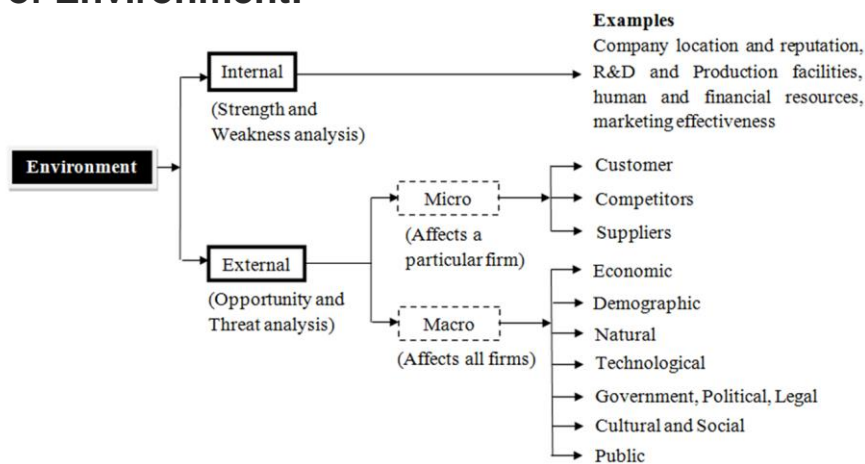 or Environment:
Examples
Company location and reputation,
R&D and Production facilities,
human and financial resources,
marketing effectiveness
Internal
(Strength and
Weakness analysis)
Environment
External
(Opportunity and
Threat analysis)
Micro
(Affects a
particular firm)
Customer
Competitors
Suppliers
Macro
(Affects all firms)
Economic
Demographic
Natural
Technological
Government, Political, Legal
Cultural and Social
Public